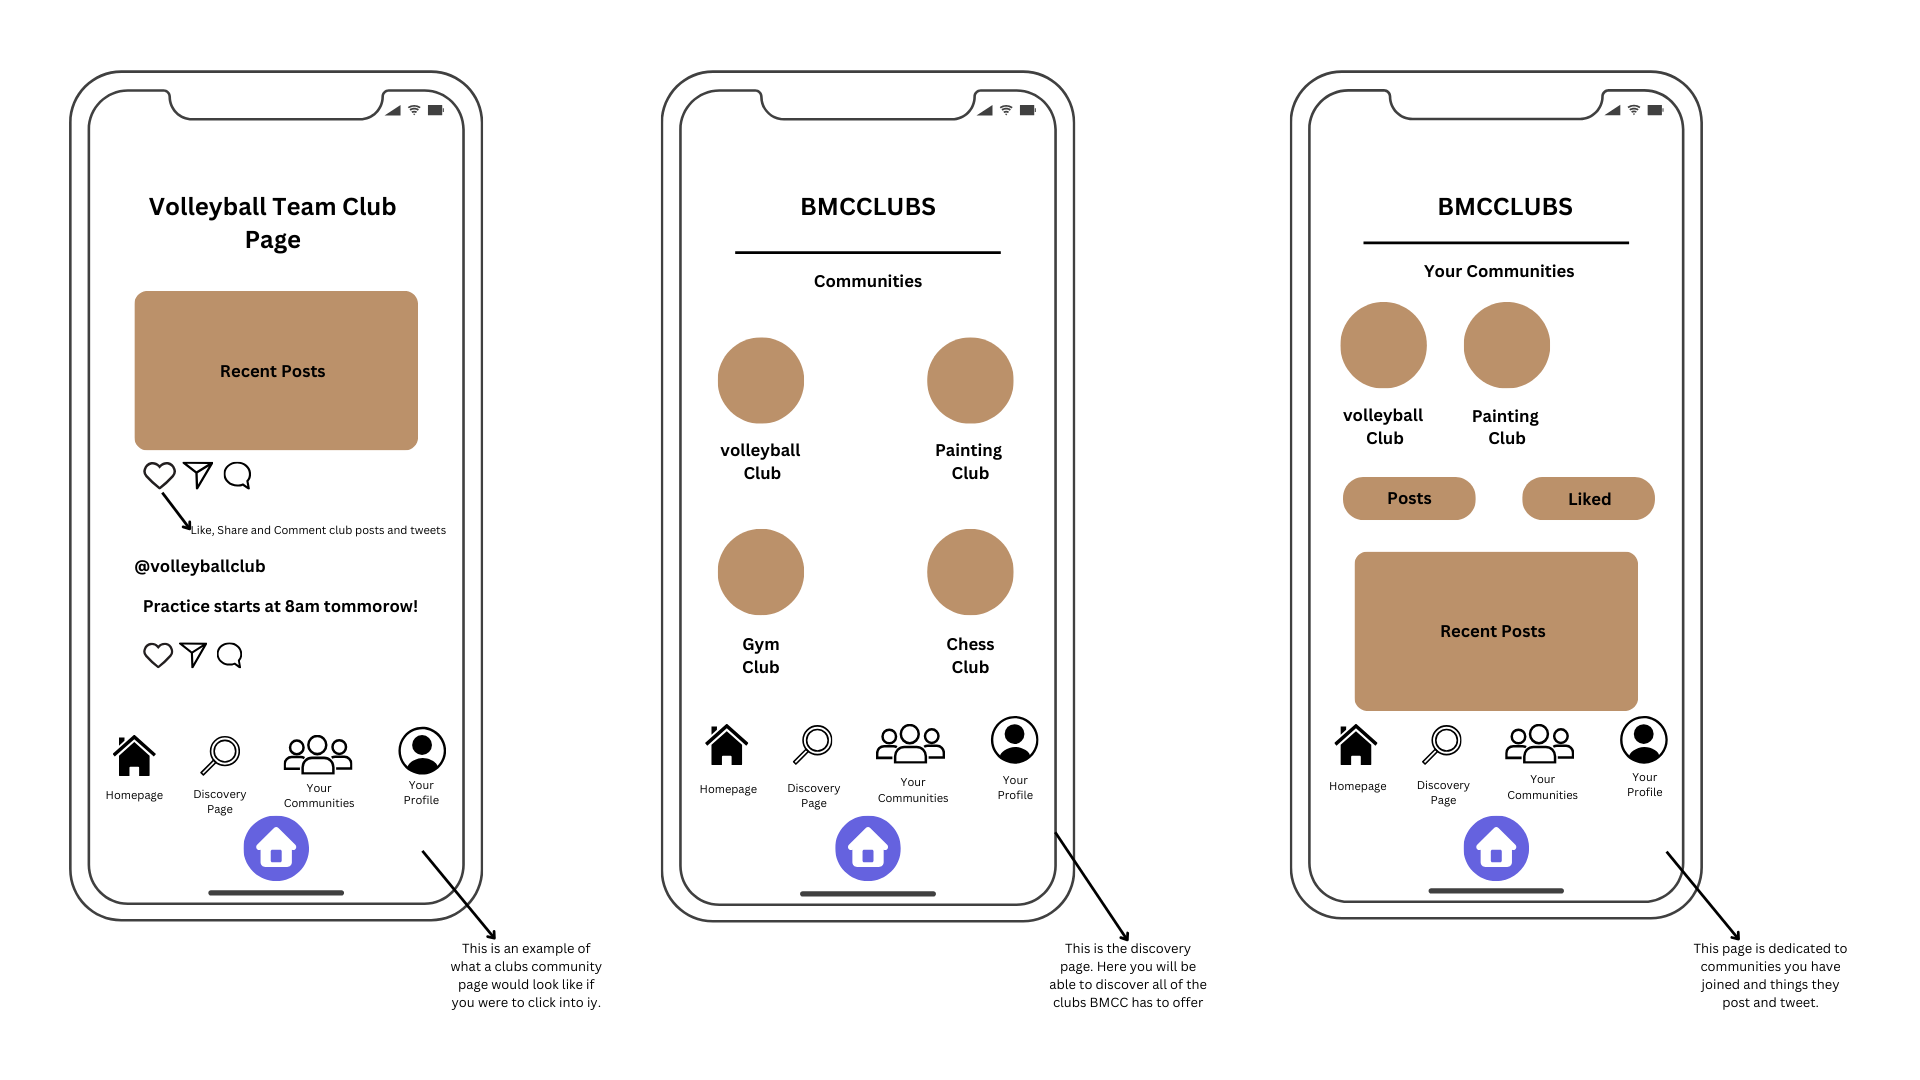 Volleyball Team Club
Page
Recent Posts
Like, Share and Comment club posts and tweets
@volleyballclub
Practice starts at 8am tommorow!
Homepage
Discovery
Page
Your
Communities
Your
Profile
This is an example of
what a clubs community
page would look like if
you were to click into iy.
BMCCLUBS
Communities
volleyball
Club
Painting
Club
Gym
Club
Chess
Club
Homepage
Discovery
Page
Your
Communities
Your
Profile
This is the discovery
page. Here you will be
able to discover all of the
clubs BMCC has to offer
BMCCLUBS
Your Communities
volleyball
Club
Painting
Club
Posts
Liked
Recent Posts
Homepage
Discovery
Page
Your
Communities
Your
Profile
This page is dedicated to
communities you have
joined and things they
post and tweet.